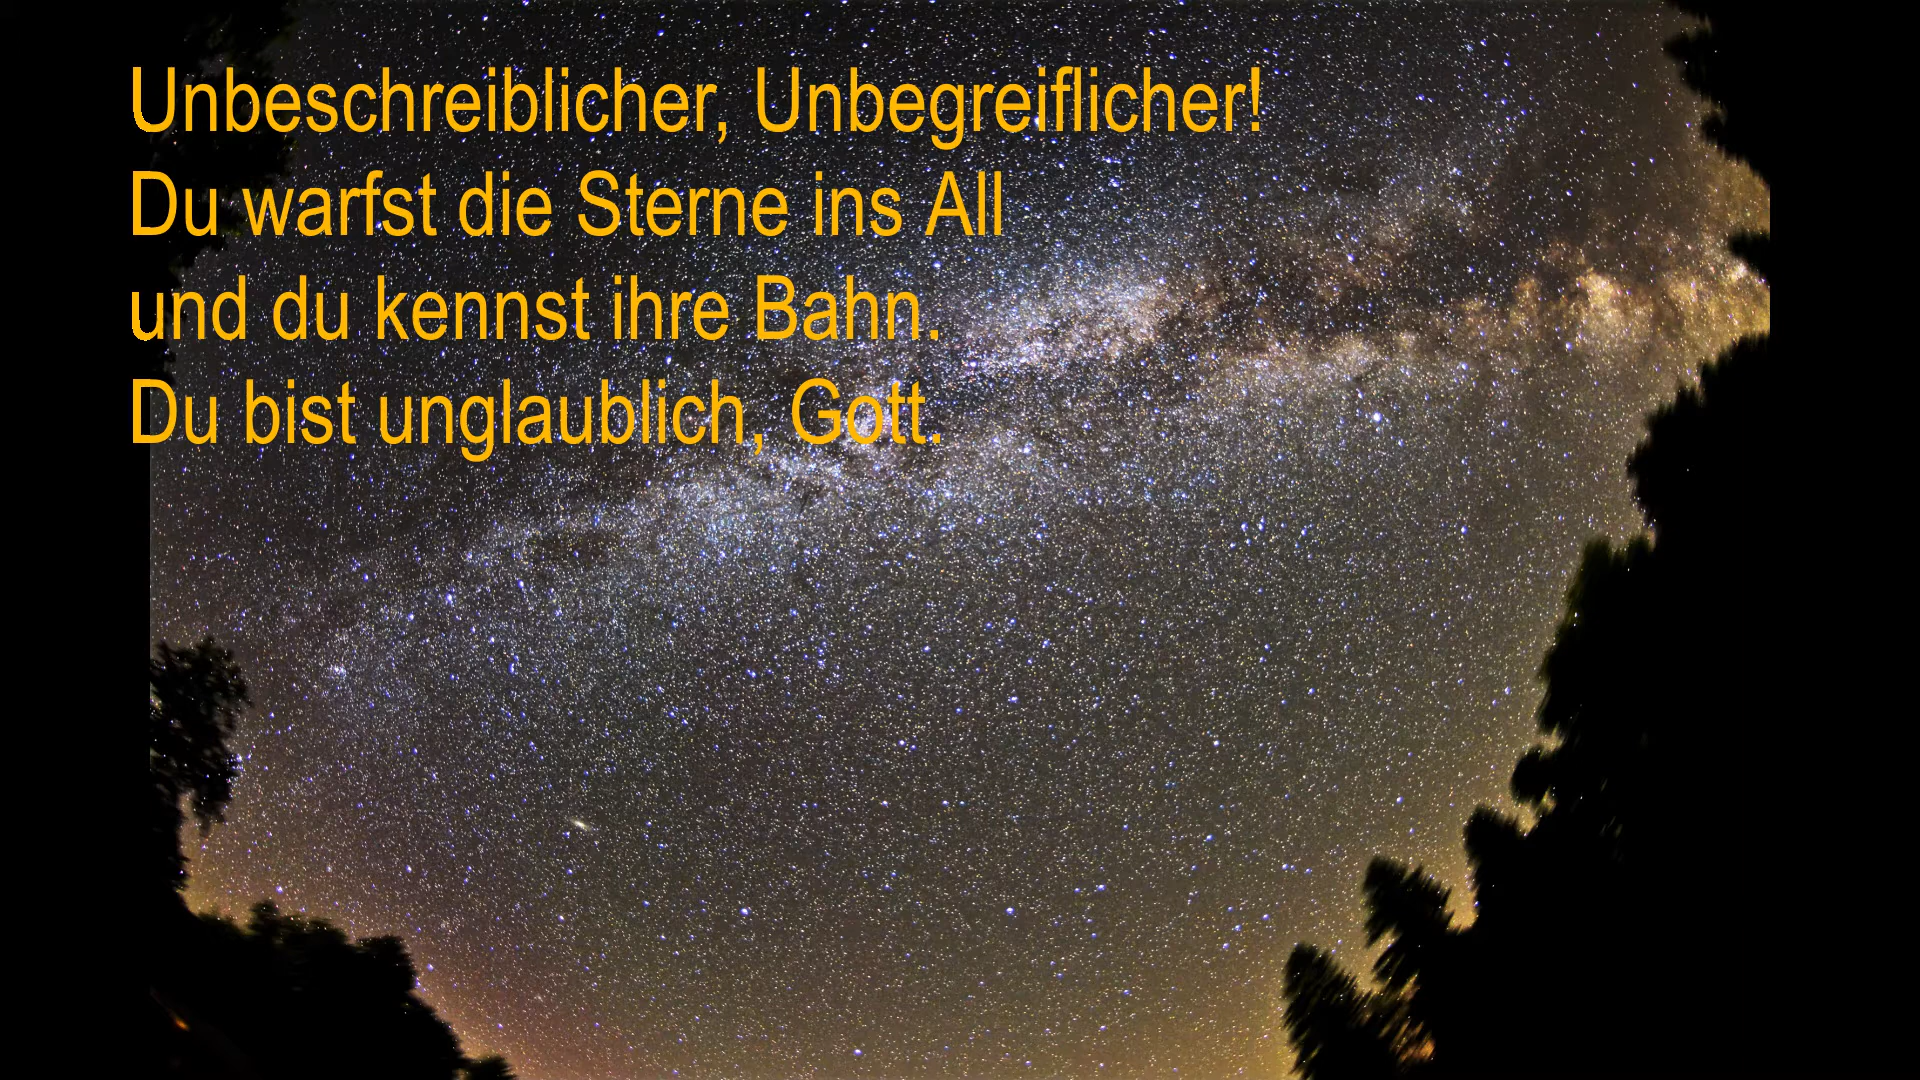 Unbeschreiblicher, Unbegreiflicher!
Du warfst die Sterne ins All
und du kennst ihre Bahn.
Du bist unglaublich, Gott.